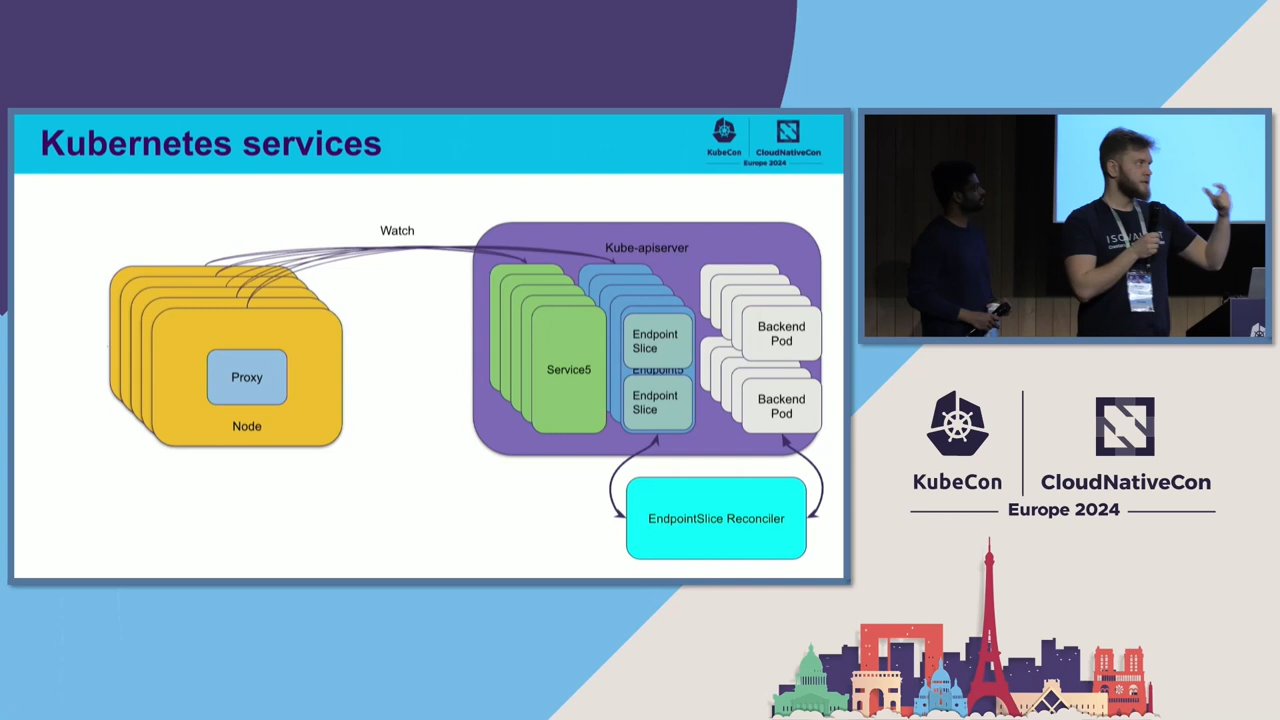 Kubernetes services
KubeCon
CloudNativeCon
Europe 2024
Watch
Kube-apiserver
Proxy
Node
Service5
Endpoint
Slice
Endpoint5
Endpoint
Slice
Backend
Pod
Backend
Pod
EndpointSlice Reconciler
KubeCon
CloudNativeCon
Europe 2024